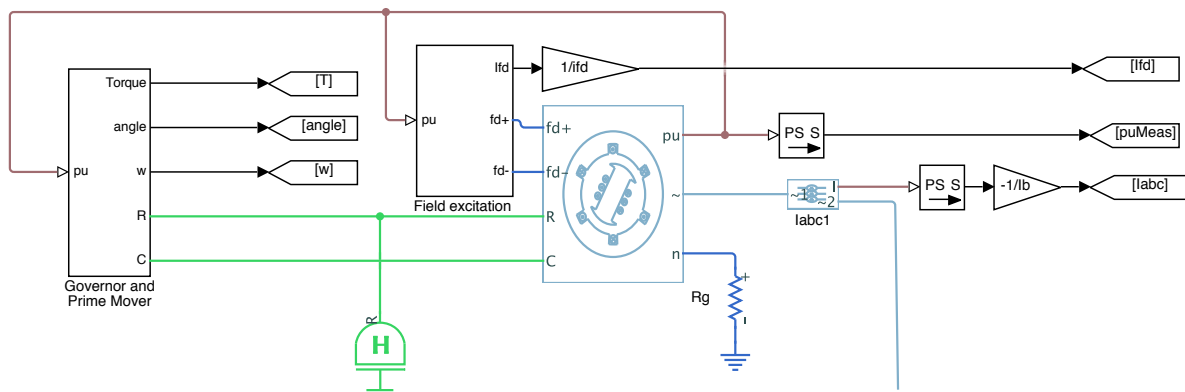 Torque
angle
w
pu
R
C
Governor and
Prime Mover
[T]
[angle]
[w]
R
H
Ifd
pu
fd+
fd-
Field excitation
1/ifd
[Ifd]
fd+
fd-
R
C
pu
~
n
PS S
[puMeas]
~1
I
~2
Iabc1
PS S
-1/Ib
[Iabc]
Rg
+
-